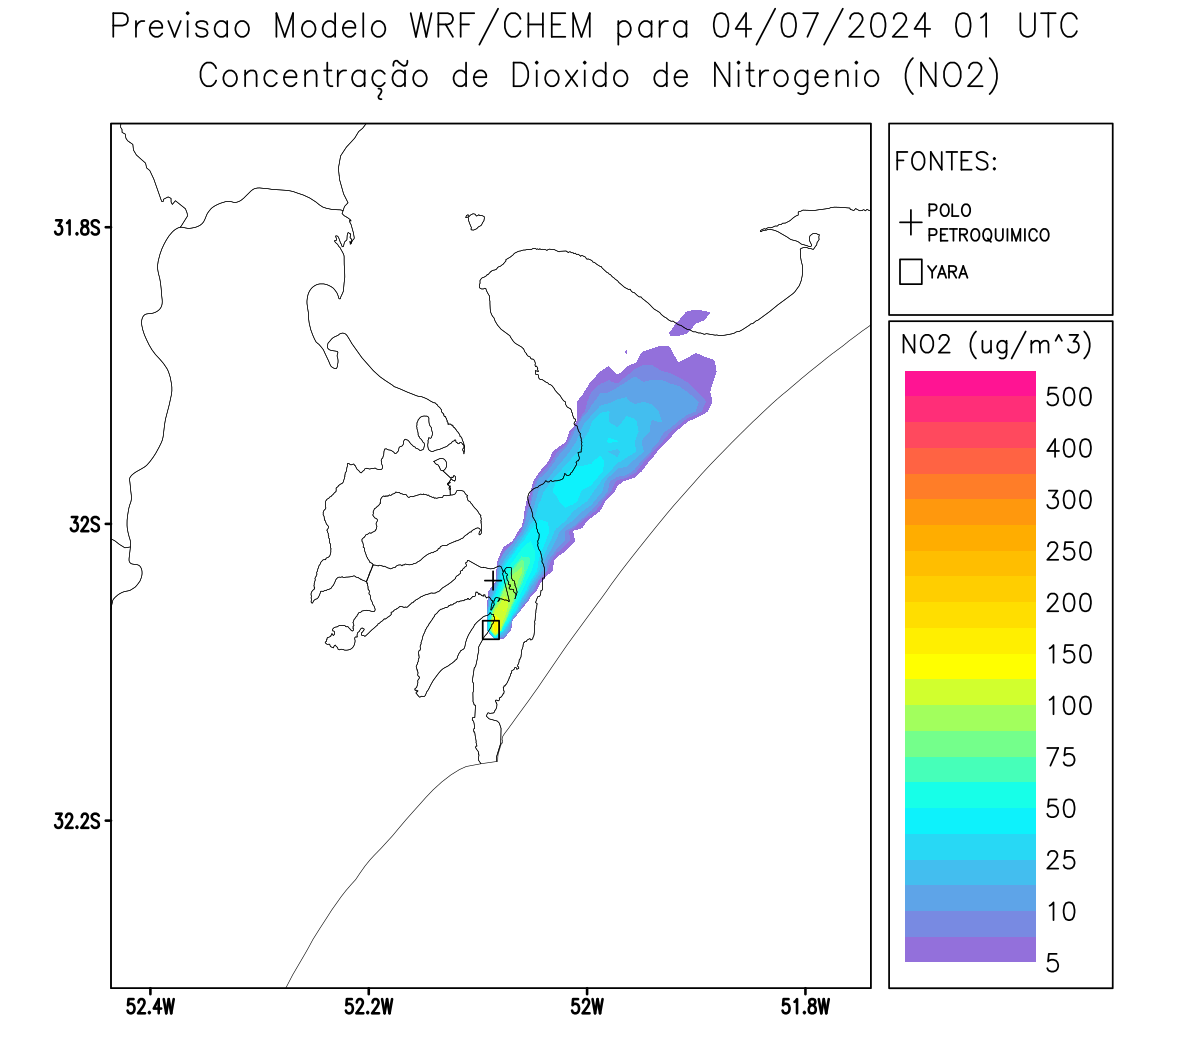 Previsao Modelo WRF/CHEM para 04/07/2024 01 UTC
Concentração de Dioxido de Nitrogenio (NO2)
FONTES:
POLO
PETROQUIMICO
YARA
NO2 (ug/m^3)
500
400
300
250
200
150
100
75
50
25
10
5
31.8S
32S
32.2S
52.4W
52.2W
52W
51.8W